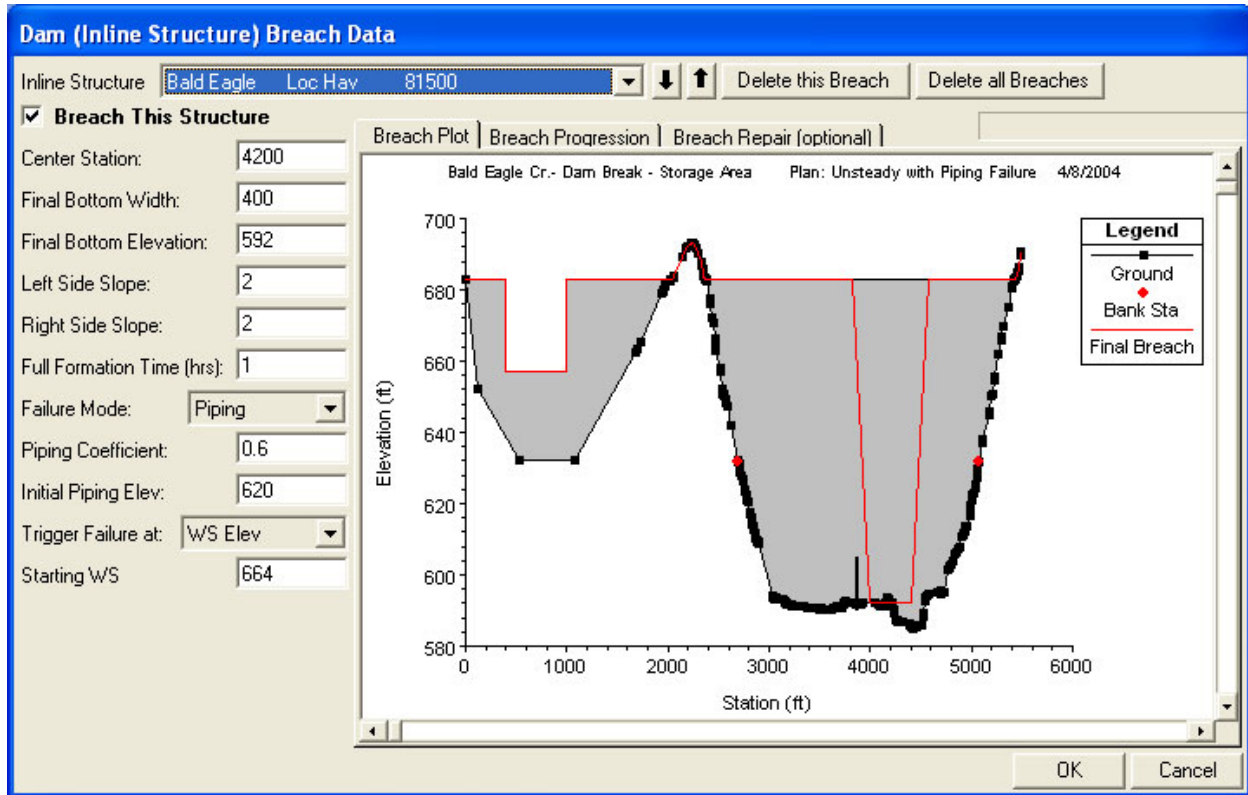 Dam (Inline Structure) Breach Data
Inline Structure Bald Eagle Loc Hav 81500 Delete this Breach Delete all Breaches
Breach This Structure
Center Station: 4200
Final Bottom Width: 400
Final Bottom Elevation: 592
Left Side Slope: 2
Right Side Slope: 2
Full Formation Time (hrs): 1
Failure Mode: Piping
Piping Coefficient: 0.6
Initial Piping Elev: 620
Trigger Failure at: WS Elev
Starting WS 664
Breach Plot Breach Progression Breach Repair (optional)
Bald Eagle Cr.- Dam Break - Storage Area Plan: Unsteady with Piping Failure 4/8/2004
700
680
660
640
620
600
580
Elevation (ft)
0 1000 2000 3000 4000 5000 6000
Station (ft)
Legend
Ground
Bank Sta
Final Breach
OK Cancel